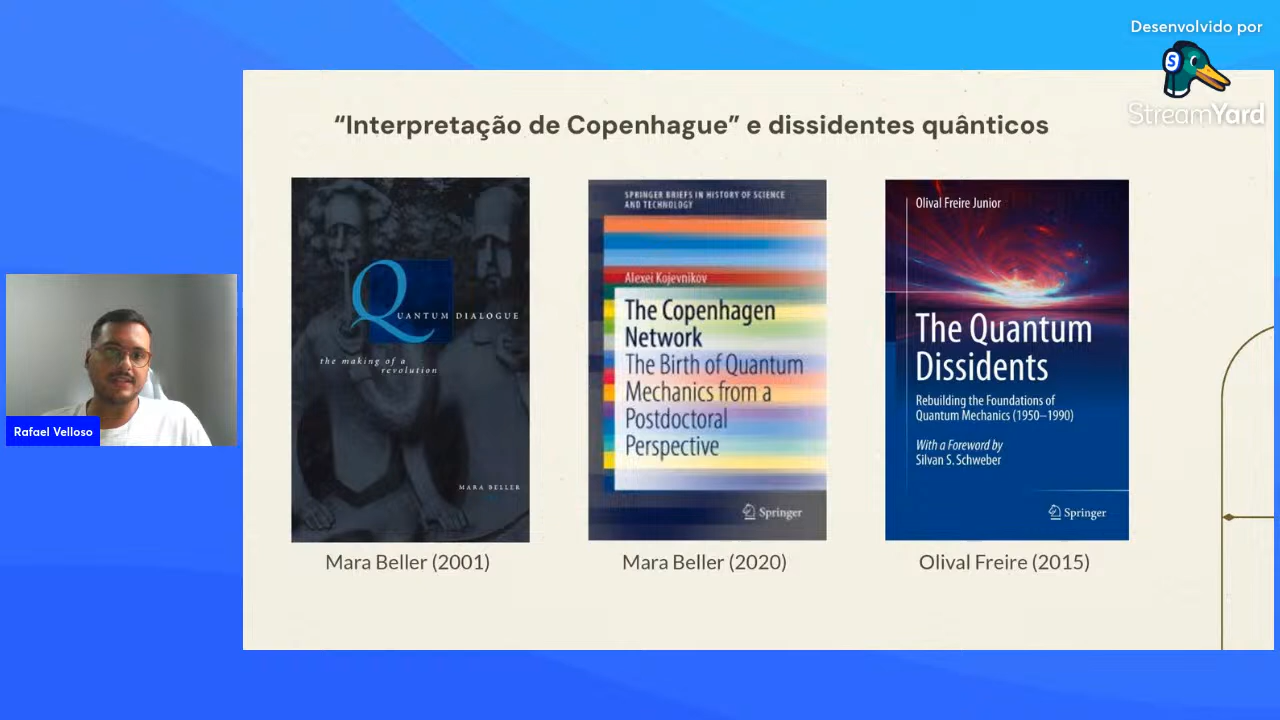 Desenvolvido por
S
StreamYard
“Interpretação de Copenhague” e dissidentes quânticos
QUANTUM DIALOGUE
the making of a
revolution
MARA BELLER
Mara Beller (2001)
SPRINGER BRIEFS IN HISTORY OF SCIENCE
AND TECHNOLOGY
Alexei Kojevnikov
The Copenhagen
Network
The Birth of Quantum
Mechanics from a
Postdoctoral
Perspective
Springer
Mara Beller (2020)
Olival Freire Junior
The Quantum
Dissidents
Rebuilding the Foundations of
Quantum Mechanics (1950–1990)
With a Foreword by
Silvan S. Schweber
Springer
Olival Freire (2015)
Rafael Velloso